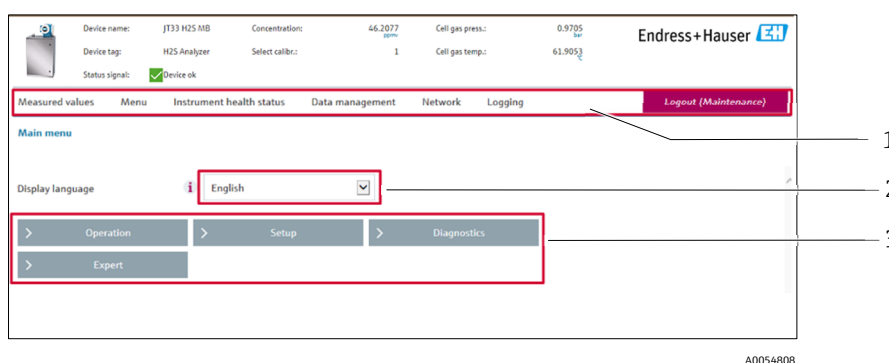 Device name: JT33 H2S MB Concentration: 46.2077 ppmv Cell gas press.: 0.9705 bar
Endress+Hauser EH
Device tag: H2S Analyzer Select calibr.: 1 Cell gas temp.: 61.9053 °C
Status signal: Device ok
Measured values Menu Instrument health status Data management Network Logging Logout (Maintenance)
1
Main menu
Display language i English
2
> Operation > Setup > Diagnostics
3
> Expert
A0054808